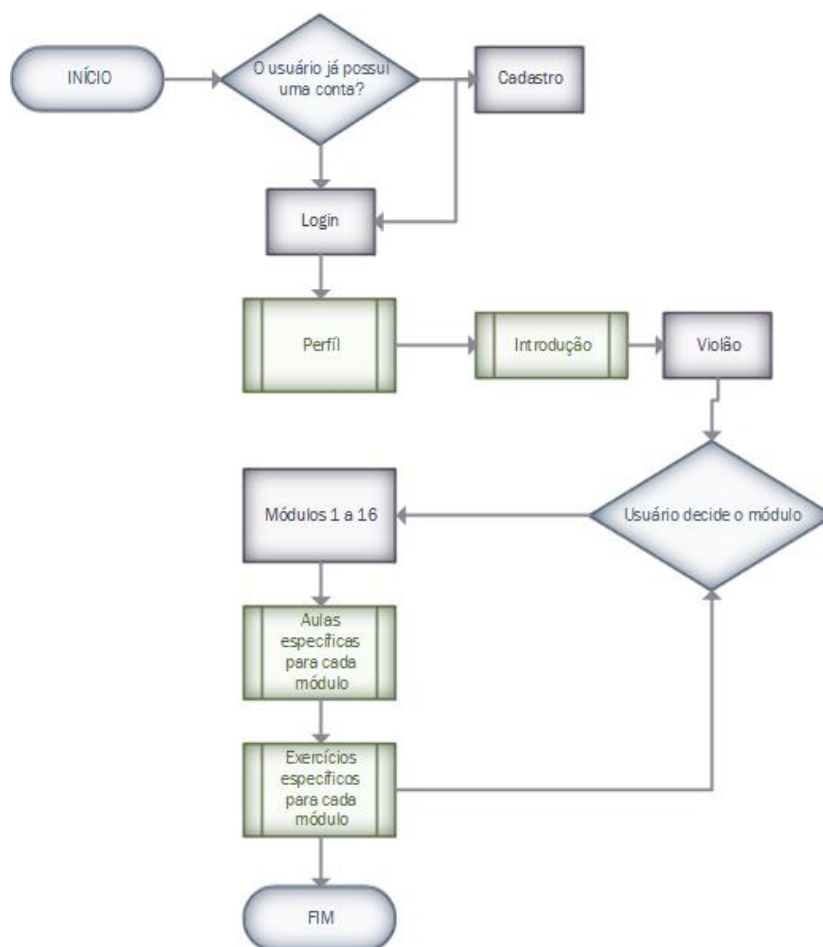 INÍCIO
O usuário já possui
uma conta?
Cadastro
Login
Perfíl
Introdução
Violão
Usuário decide o módulo
Módulos 1 a 16
Aulas
específicas
para cada
módulo
Exercícios
específicos
para cada
módulo
FIM